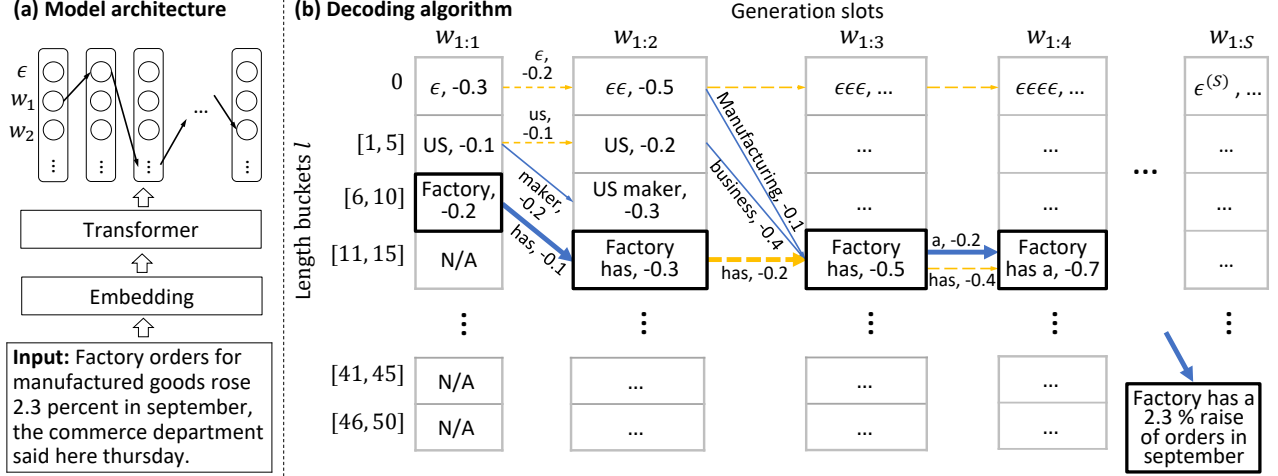 (a) Model architecture
ϵ
w₁
w₂
⋮
⋮
⋮
...
⋮
Transformer
Embedding
Input: Factory orders for
manufactured goods rose
2.3 percent in september,
the commerce department
said here thursday.
(b) Decoding algorithm
Generation slots
Length buckets l
w₁:₁
w₁:₂
w₁:₃
w₁:₄
w₁:S
0
ϵ, -0.3
ϵ,
-0.2
ϵϵ, -0.5
ϵϵϵ, ...
ϵϵϵϵ, ...
ϵ⁽ˢ⁾, ...
[1, 5]
US, -0.1
us,
-0.1
US, -0.2
Manufacturing, -0.1
...
...
...
[6, 10]
Factory,
-0.2
maker,
-0.2
US maker,
-0.3
business, -0.4
...
...
...
...
[11, 15]
N/A
has, -0.1
Factory
has, -0.3
has, -0.2
Factory
has, -0.5
a, -0.2
has, -0.4
Factory
has a, -0.7
...
⋮
⋮
⋮
⋮
⋮
[41, 45]
N/A
...
...
...
[46, 50]
N/A
...
...
...
Factory has a
2.3 % raise
of orders in
september